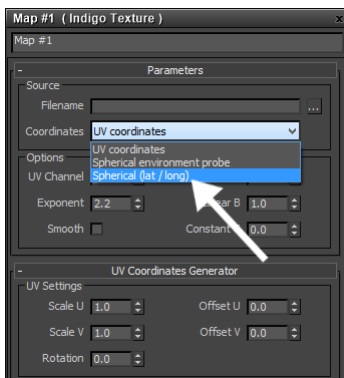 Map #1 ( Indigo Texture ) x
Map #1
- Parameters
Source
Filename ...
Coordinates UV coordinates
UV coordinates
Spherical environment probe
Spherical (lat / long)
Options
UV Channel
Exponent 2.2 B 1.0
Smooth Constant 0.0
- UV Coordinates Generator
UV Settings
Scale U 1.0 Offset U 0.0
Scale V 1.0 Offset V 0.0
Rotation 0.0